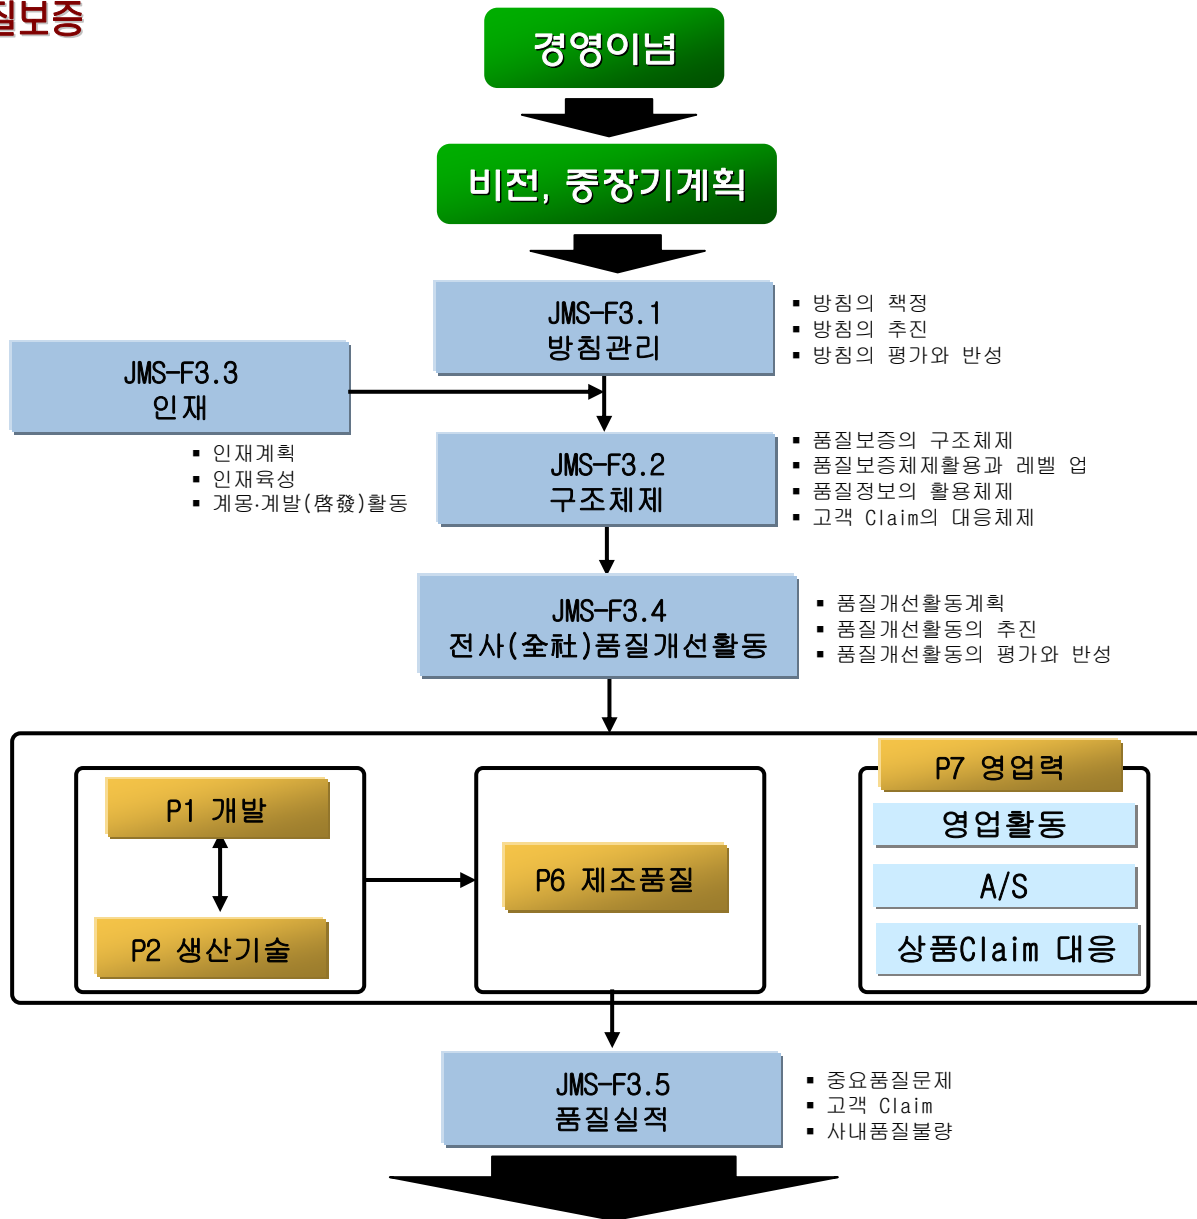 질보증
경영이념
비전, 중장기계획
JMS-F3.1
방침관리
▪ 방침의 책정
▪ 방침의 추진
▪ 방침의 평가와 반성
JMS-F3.3
인재
▪ 인재계획
▪ 인재육성
▪ 계몽·계발(啓發)활동
JMS-F3.2
구조체제
▪ 품질보증의 구조체제
▪ 품질보증체제활용과 레벨 업
▪ 품질정보의 활용체제
▪ 고객 Claim의 대응체제
JMS-F3.4
전사(全社)품질개선활동
▪ 품질개선활동계획
▪ 품질개선활동의 추진
▪ 품질개선활동의 평가와 반성
P1 개발
P2 생산기술
P6 제조품질
P7 영업력
영업활동
A/S
상품Claim 대응
JMS-F3.5
품질실적
▪ 중요품질문제
▪ 고객 Claim
▪ 사내품질불량